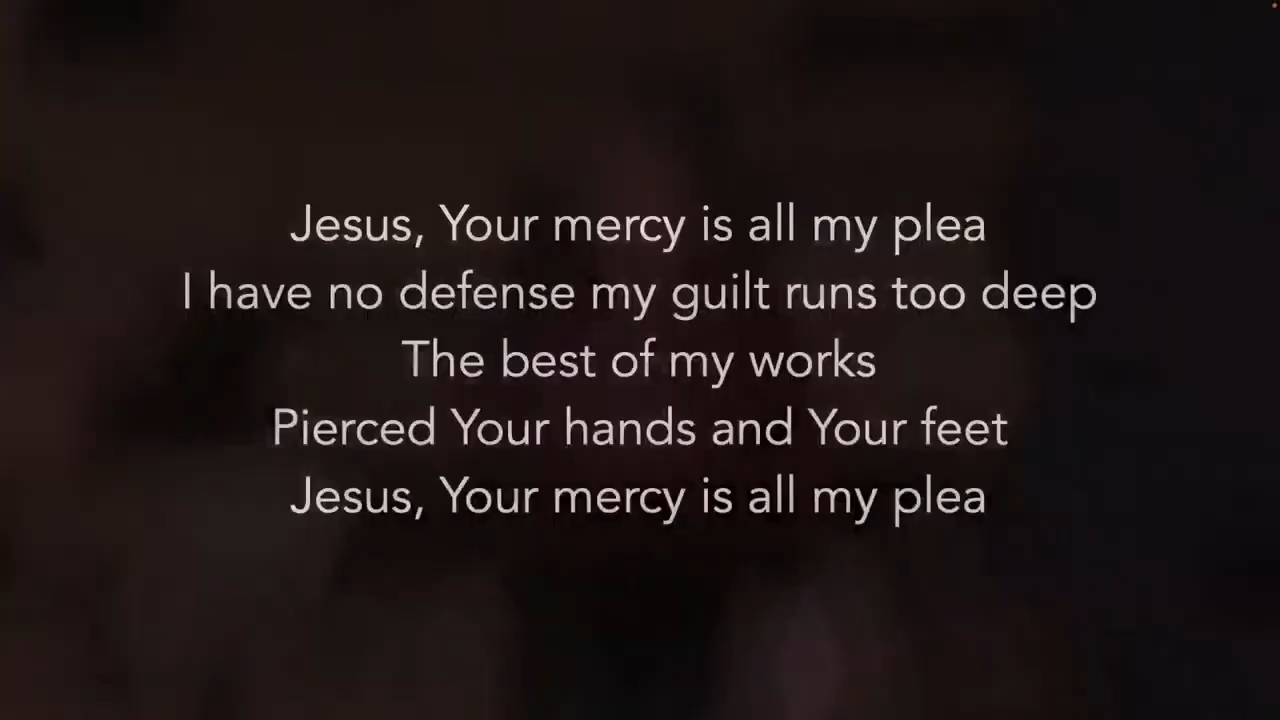 Jesus, Your mercy is all my plea
I have no defense my guilt runs too deep
The best of my works
Pierced Your hands and Your feet
Jesus, Your mercy is all my plea